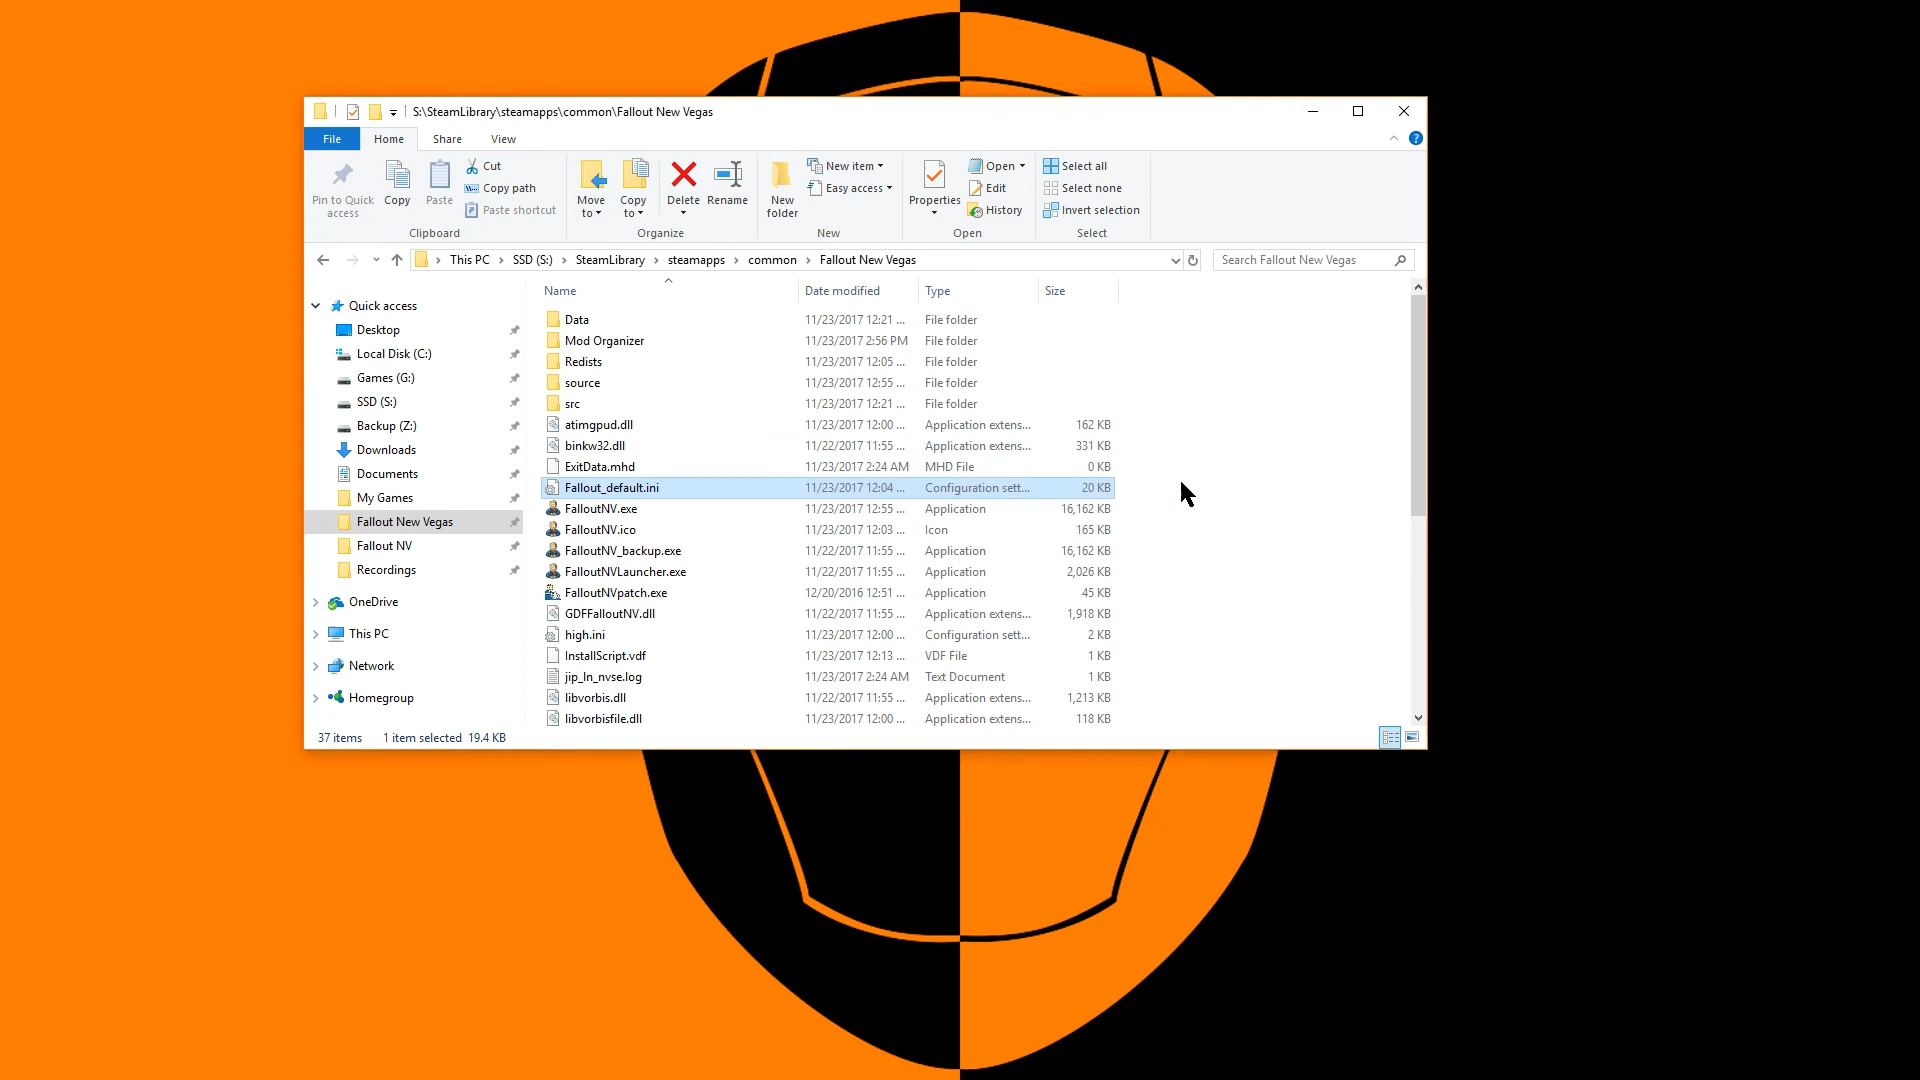 S:\SteamLibrary\steamapps\common\Fallout New Vegas
File Home Share View
Pin to Quick access
Copy
Paste
Cut
Copy path
Paste shortcut
Clipboard
Move to
Copy to
Delete
Rename
Organize
New folder
New item
Easy access
New
Properties
Open
Edit
History
Open
Select all
Select none
Invert selection
Select
This PC > SSD (S:) > SteamLibrary > steamapps > common > Fallout New Vegas
Search Fallout New Vegas
Quick access
Desktop
Local Disk (C:)
Games (G:)
SSD (S:)
Backup (Z:)
Downloads
Documents
My Games
Fallout New Vegas
Fallout NV
Recordings
OneDrive
This PC
Network
Homegroup
Name Date modified Type Size
Data 11/23/2017 12:21 ... File folder
Mod Organizer 11/23/2017 2:56 PM File folder
Redists 11/23/2017 12:05 ... File folder
source 11/23/2017 12:55 ... File folder
src 11/23/2017 12:21 ... File folder
atimgpud.dll 11/23/2017 12:00 ... Application extens... 162 KB
binkw32.dll 11/22/2017 11:55 ... Application extens... 331 KB
ExitData.mhd 11/23/2017 2:24 AM MHD File 0 KB
Fallout_default.ini 11/23/2017 12:04 ... Configuration sett... 20 KB
FalloutNV.exe 11/23/2017 12:55 ... Application 16,162 KB
FalloutNV.ico 11/23/2017 12:03 ... Icon 165 KB
FalloutNV_backup.exe 11/22/2017 11:55 ... Application 16,162 KB
FalloutNVLauncher.exe 11/22/2017 11:55 ... Application 2,026 KB
FalloutNVpatch.exe 12/20/2016 12:51 ... Application 45 KB
GDFFalloutNV.dll 11/22/2017 11:55 ... Application extens... 1,918 KB
high.ini 11/23/2017 12:00 ... Configuration sett... 2 KB
InstallScript.vdf 11/23/2017 12:13 ... VDF File 1 KB
jip_ln_nvse.log 11/23/2017 2:24 AM Text Document 1 KB
libvorbis.dll 11/22/2017 11:55 ... Application extens... 1,213 KB
libvorbisfile.dll 11/23/2017 12:00 ... Application extens... 118 KB
37 items 1 item selected 19.4 KB